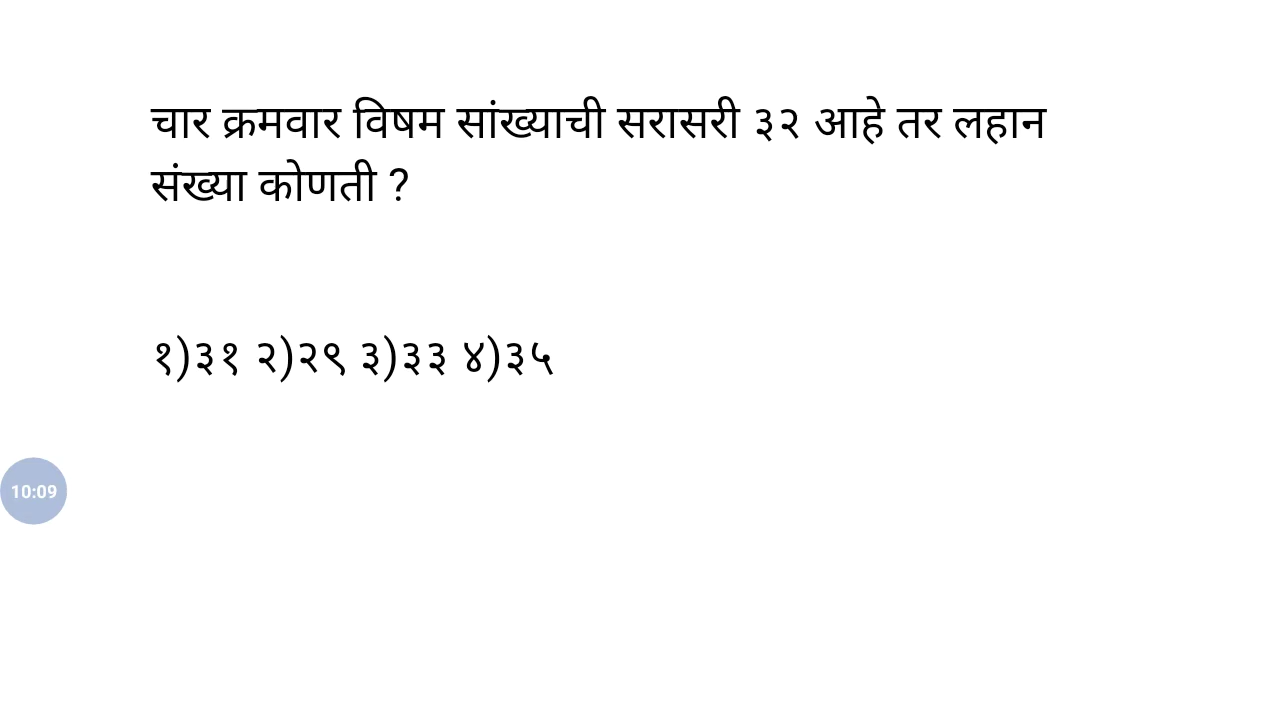 चार क्रमवार विषम सांख्याची सरासरी ३२ आहे तर लहान
संख्या कोणती ?
१)३१ २)२९ ३)३३ ४)३५
10:09